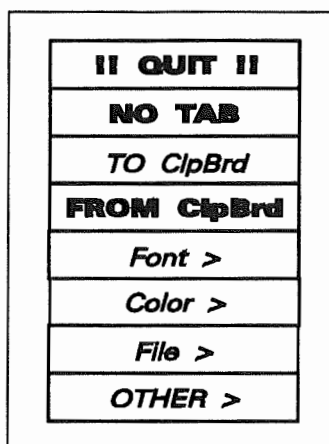 !! QUIT !!
NO TAB
TO ClpBrd
FROM ClpBrd
Font >
Color >
File >
OTHER >